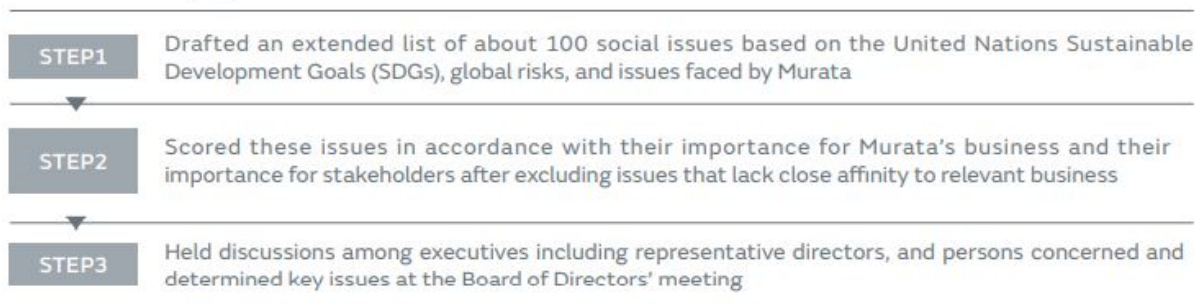 STEP1
Drafted an extended list of about 100 social issues based on the United Nations Sustainable
Development Goals (SDGs), global risks, and issues faced by Murata
STEP2
Scored these issues in accordance with their importance for Murata's business and their
importance for stakeholders after excluding issues that lack close affinity to relevant business
STEP3
Held discussions among executives including representative directors, and persons concerned and
determined key issues at the Board of Directors' meeting